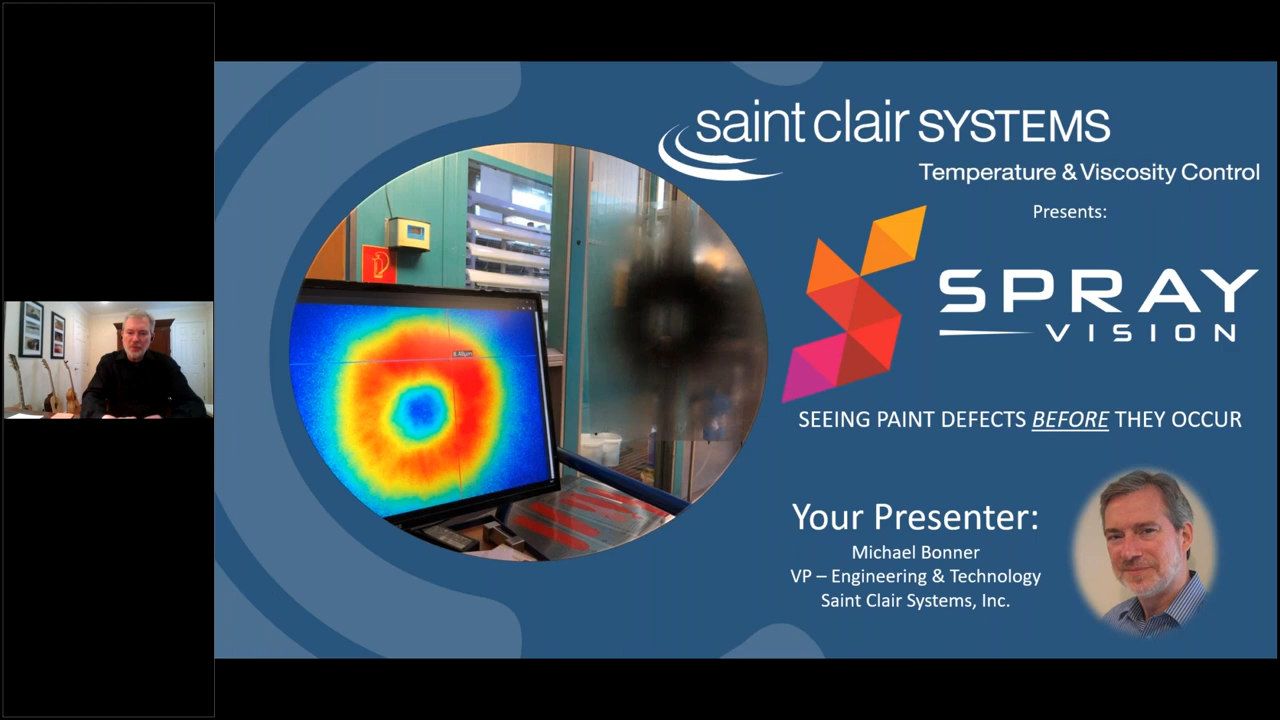 saint clair SYSTEMS
Temperature & Viscosity Control
Presents:
SPRAY
VISION
SEEING PAINT DEFECTS BEFORE THEY OCCUR
Your Presenter:
Michael Bonner
VP – Engineering & Technology
Saint Clair Systems, Inc.